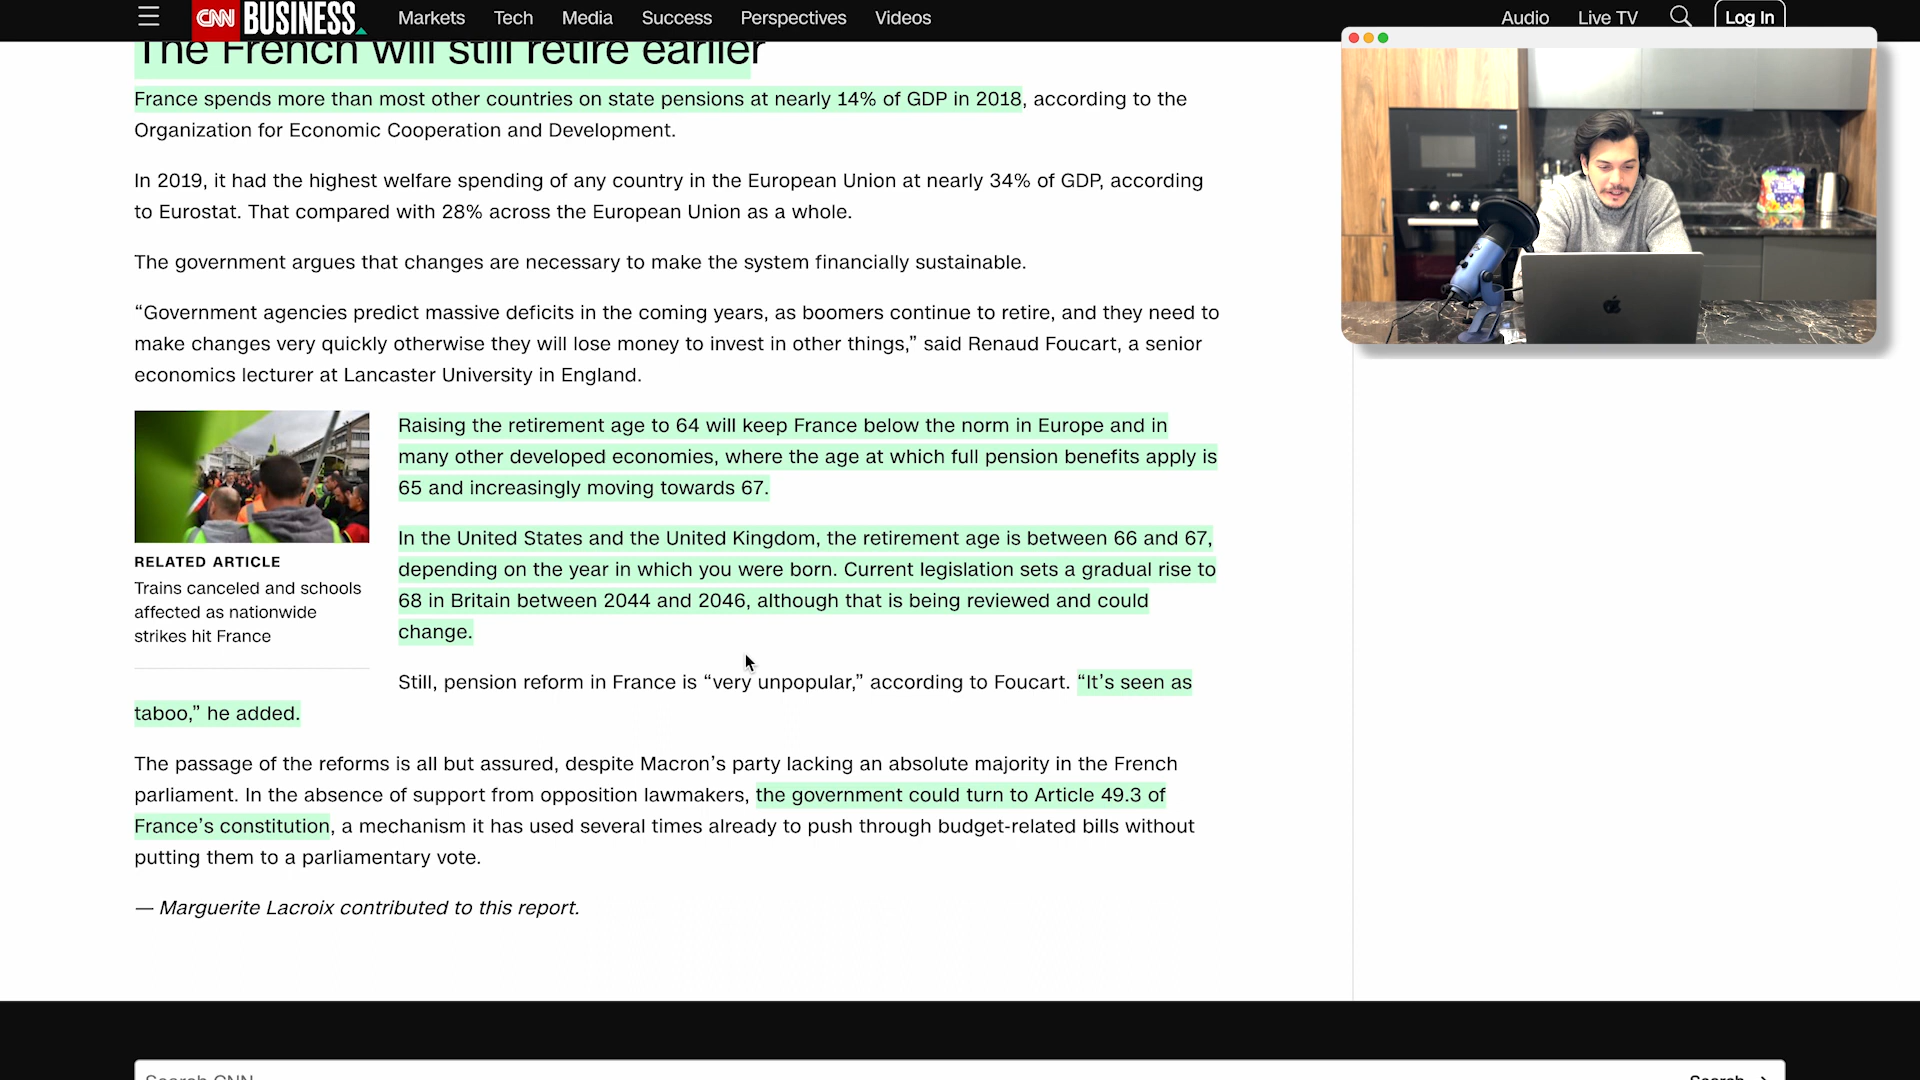 CNN BUSINESS
Markets
Tech
Media
Success
Perspectives
Videos
Audio
Live TV
Log In
The French will still retire earlier
France spends more than most other countries on state pensions at nearly 14% of GDP in 2018, according to the
Organization for Economic Cooperation and Development.
In 2019, it had the highest welfare spending of any country in the European Union at nearly 34% of GDP, according
to Eurostat. That compared with 28% across the European Union as a whole.
The government argues that changes are necessary to make the system financially sustainable.
“Government agencies predict massive deficits in the coming years, as boomers continue to retire, and they need to
make changes very quickly otherwise they will lose money to invest in other things,” said Renaud Foucart, a senior
economics lecturer at Lancaster University in England.
RELATED ARTICLE
Trains canceled and schools
affected as nationwide
strikes hit France
Raising the retirement age to 64 will keep France below the norm in Europe and in
many other developed economies, where the age at which full pension benefits apply is
65 and increasingly moving towards 67.
In the United States and the United Kingdom, the retirement age is between 66 and 67,
depending on the year in which you were born. Current legislation sets a gradual rise to
68 in Britain between 2044 and 2046, although that is being reviewed and could
change.
Still, pension reform in France is “very unpopular,” according to Foucart. “It’s seen as
taboo,” he added.
The passage of the reforms is all but assured, despite Macron’s party lacking an absolute majority in the French
parliament. In the absence of support from opposition lawmakers, the government could turn to Article 49.3 of
France’s constitution, a mechanism it has used several times already to push through budget-related bills without
putting them to a parliamentary vote.
— Marguerite Lacroix contributed to this report.
Search CNN...
Search